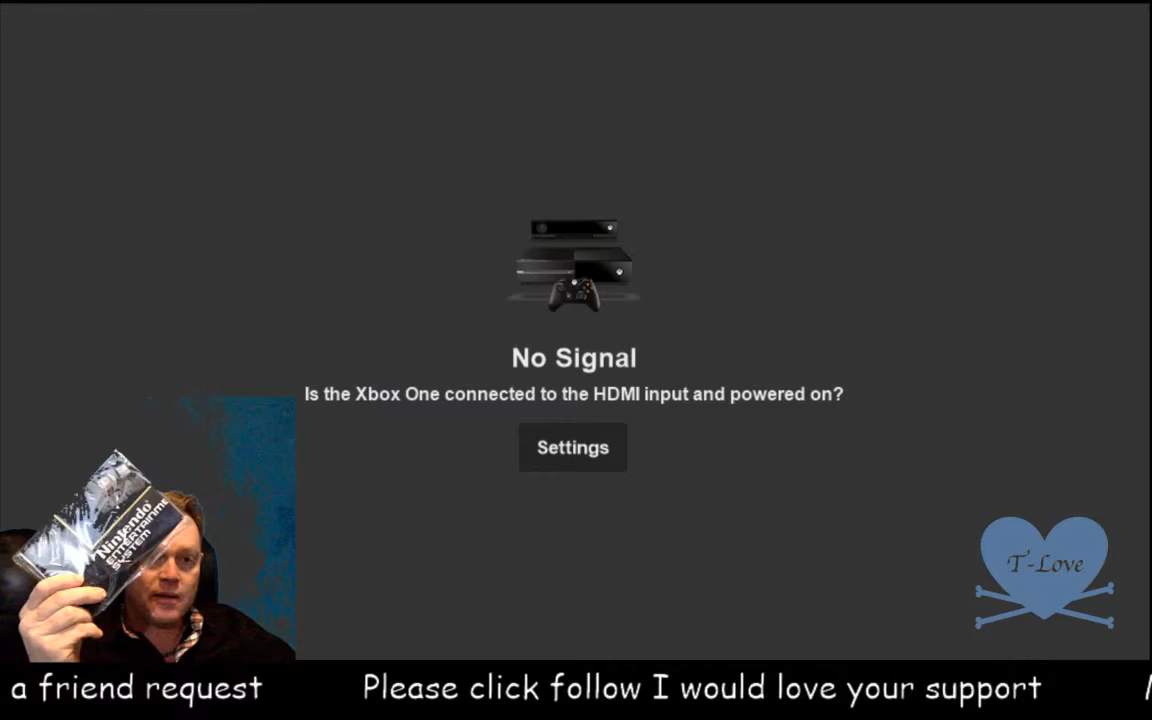 No Signal
Is the Xbox One connected to the HDMI input and powered on?
Settings
Nintendo
ENTERTAINME
SYSTEM
T-Love
a friend request Please click follow I would love your support